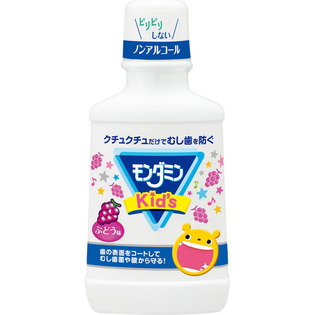 ピリピリ
しない
ノンアルコール
クチュクチュだけでむし歯を防ぐ
モンダミン
Kid's
ぶどう味
歯の表面をコートして
むし歯菌や酸から守る!